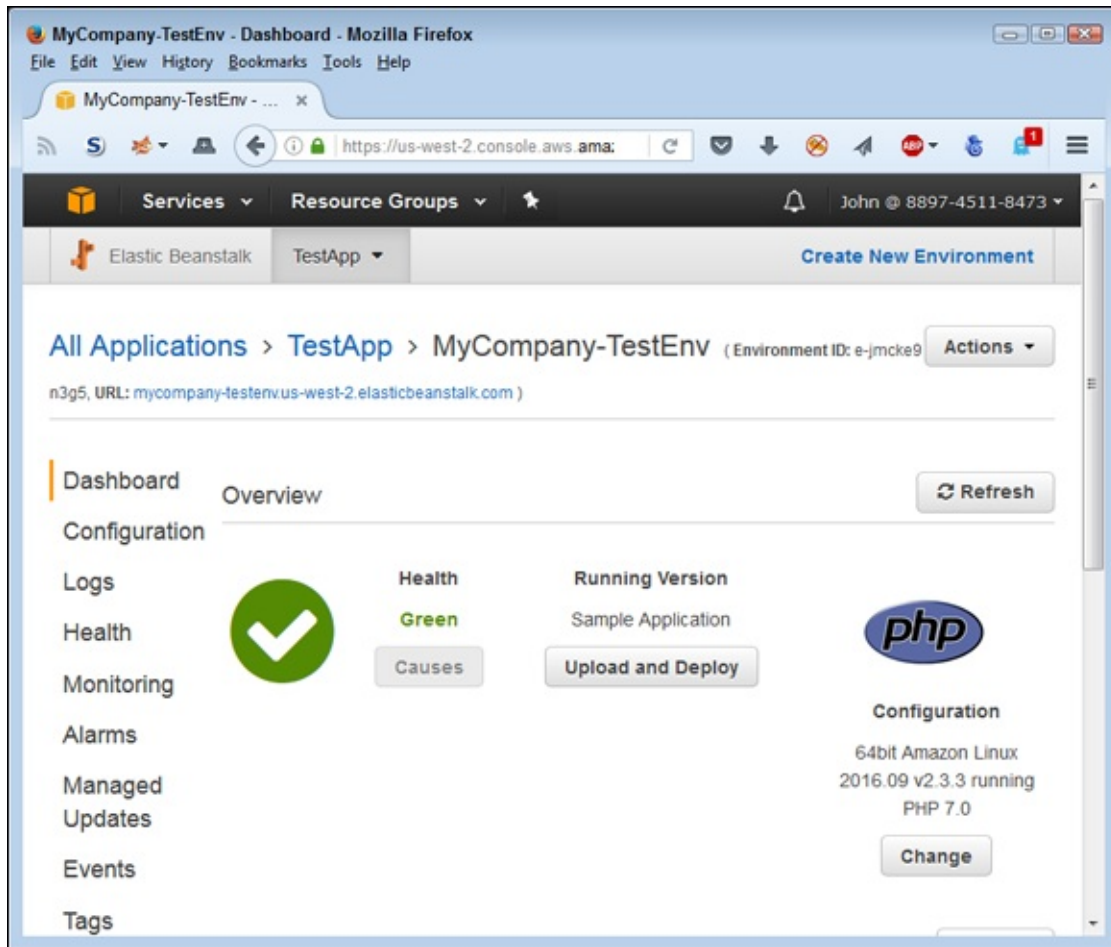 MyCompany-TestEnv - Dashboard - Mozilla Firefox
File Edit View History Bookmarks Tools Help
MyCompany-TestEnv - ...
https://us-west-2.console.aws.ama
ABP
1
Services Resource Groups John @ 8897-4511-8473
Elastic Beanstalk TestApp Create New Environment
All Applications > TestApp > MyCompany-TestEnv ( Environment ID: e-jmcke9 Actions
n3g5, URL: mycompany-testenv.us-west-2.elasticbeanstalk.com )
Dashboard
Overview
Refresh
Configuration
Logs
Health
Monitoring
Alarms
Managed
Updates
Events
Tags
Health
Green
Causes
Running Version
Sample Application
Upload and Deploy
php
Configuration
64bit Amazon Linux
2016.09 v2.3.3 running
PHP 7.0
Change